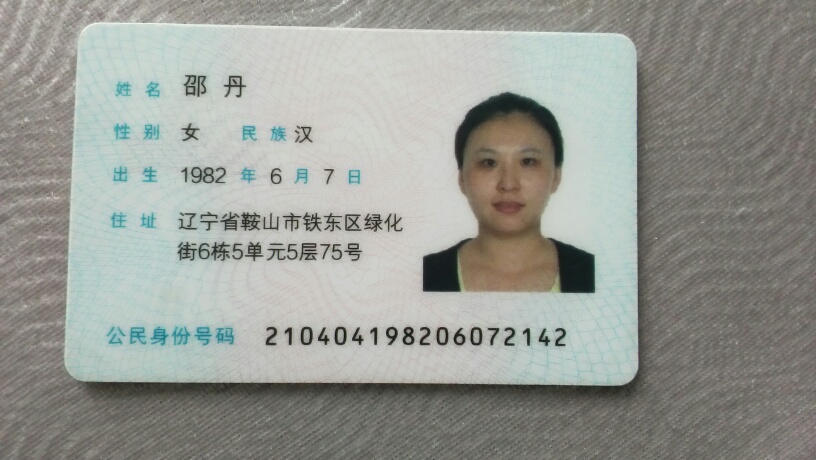 姓名 邵丹
性别 女 民族 汉
出生 1982 年 6 月 7 日
住址 辽宁省鞍山市铁东区绿化
街6栋5单元5层75号
公民身份号码 210404198206072142